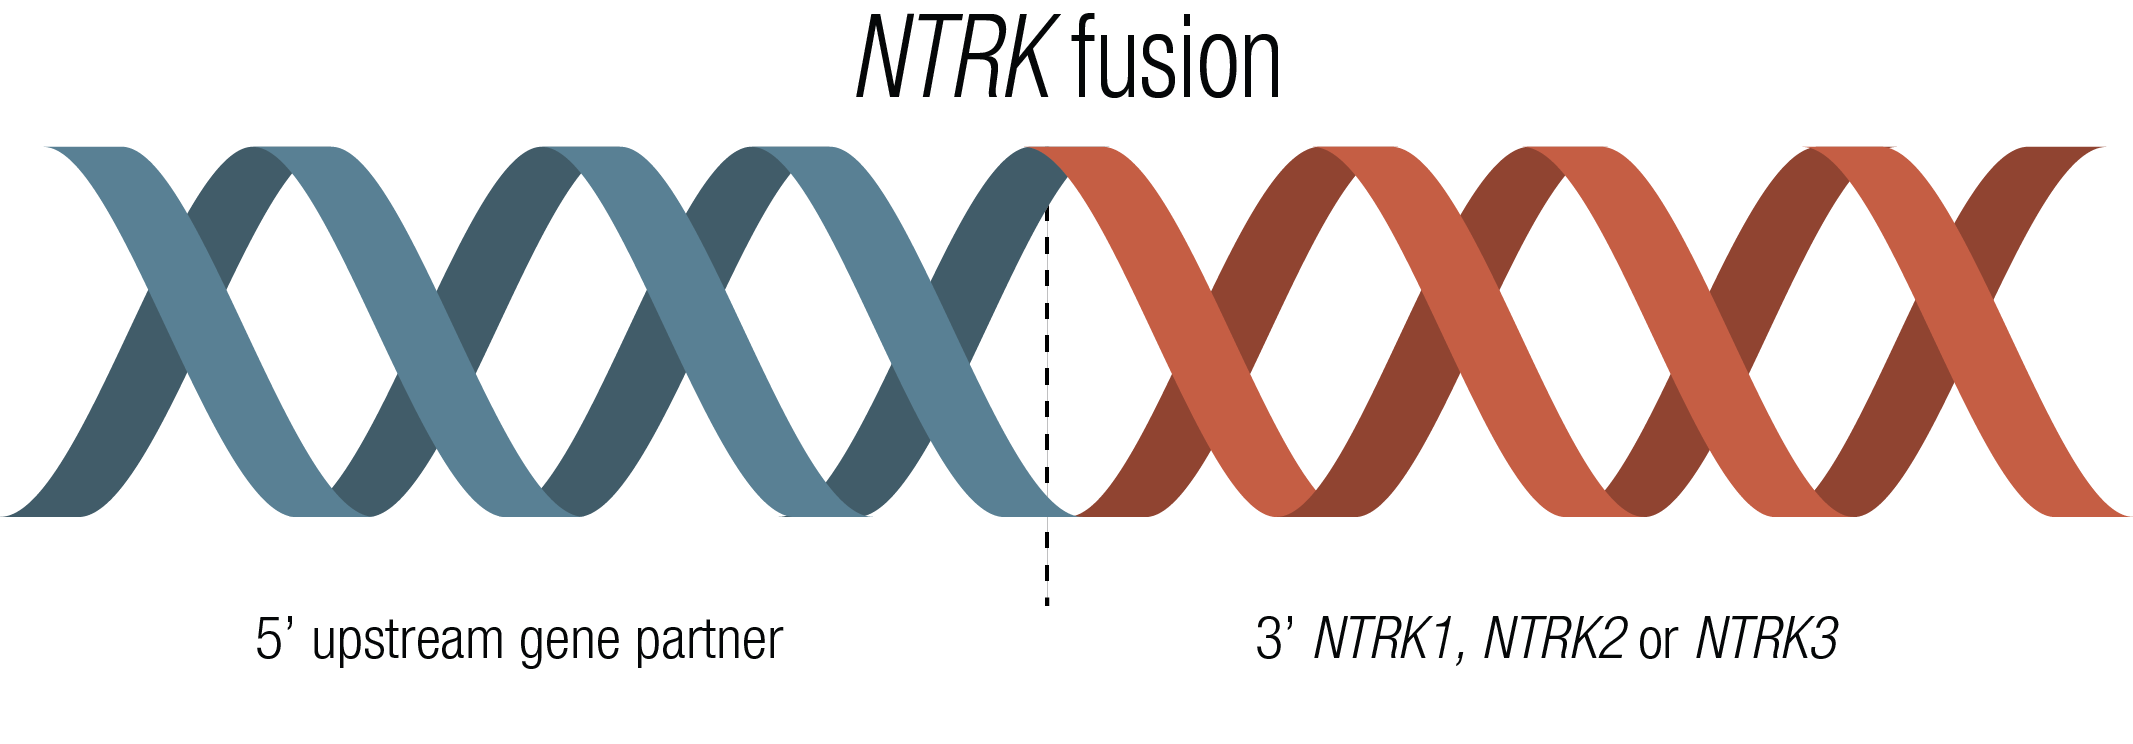 NTRK fusion
5’ upstream gene partner
3’ NTRK1, NTRK2 or NTRK3